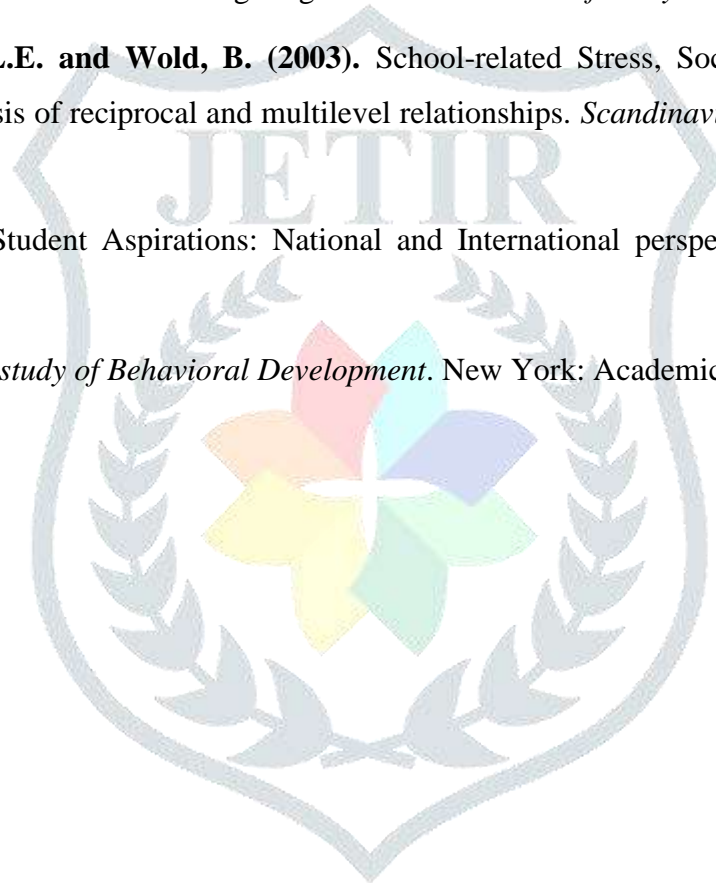 L.E. and Wold, B. (2003). School-related Stress, Soc
sis of reciprocal and multilevel relationships. Scandinav
JETIR
Student Aspirations: National and International perspe
study of Behavioral Development. New York: Academic